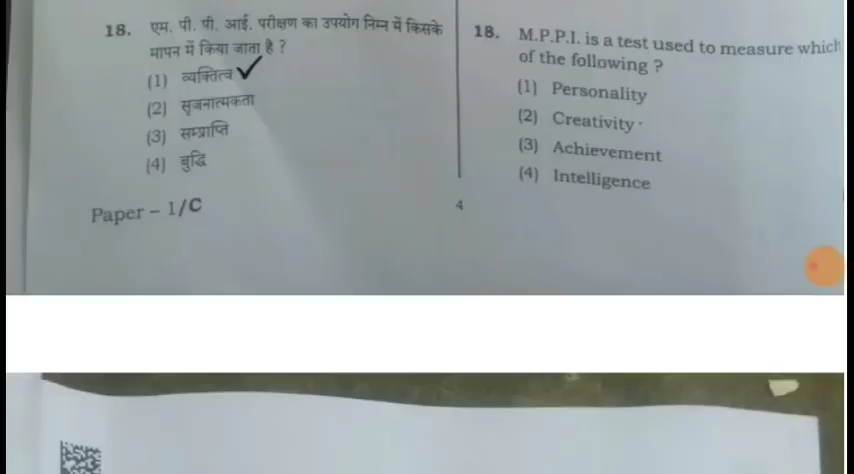 18. एम. पी. पी. आई. परीक्षण का उपयोग निम्न में किसके
मापन में किया जाता है ?
(1) व्यक्तित्व
(2) सृजनात्मकता
(3) सम्प्राप्ति
(4) बुद्धि
18. M.P.P.I. is a test used to measure which
of the following ?
(1) Personality
(2) Creativity
(3) Achievement
(4) Intelligence
Paper – 1/C
4